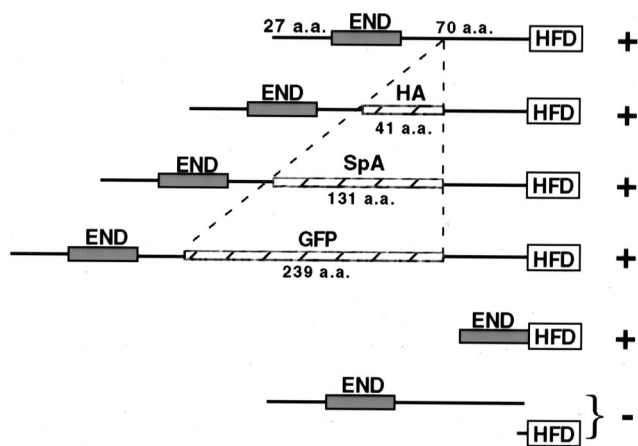 27 a.a. END 70 a.a. HFD +
END HA 41 a.a. HFD +
END SpA 131 a.a. HFD +
END GFP 239 a.a. HFD +
END HFD +
END
HFD } -